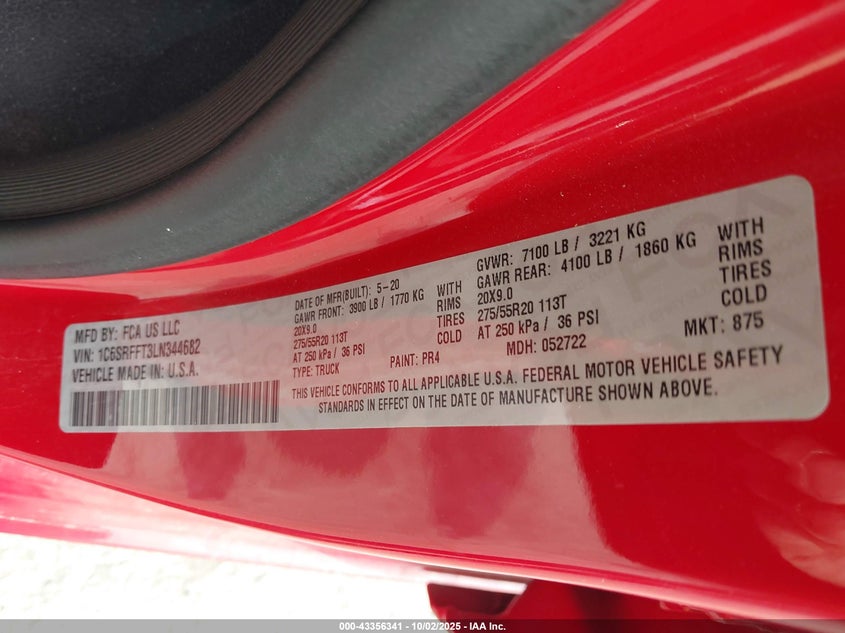 MFD BY: FCA US LLC
VIN: 1C6SRFFT3LN344682
VEHICLE MADE IN: U.S.A.
DATE OF MFR(BUILT): 5-20
GAWR FRONT: 3900 LB / 1770 KG WITH
20X9.0 RIMS
275/55R20 113T TIRES
AT 250 kPa / 36 PSI COLD
TYPE: TRUCK PAINT: PR4
GVWR: 7100 LB / 3221 KG
GAWR REAR: 4100 LB / 1860 KG WITH
20X9.0 RIMS
275/55R20 113T TIRES
AT 250 kPa / 36 PSI COLD
MDH: 052722 MKT: 875
THIS VEHICLE CONFORMS TO ALL APPLICABLE U.S.A. FEDERAL MOTOR VEHICLE SAFETY
STANDARDS IN EFFECT ON THE DATE OF MANUFACTURE SHOWN ABOVE.
000-43356341 - 10/02/2025 - IAA Inc.